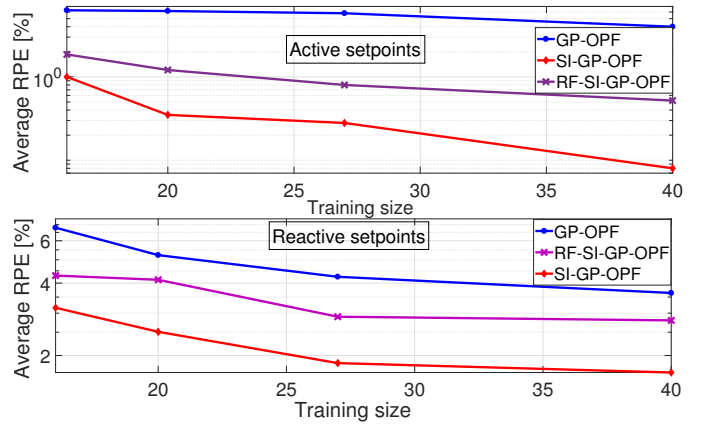 Average RPE [%]
10⁰
Active setpoints
GP-OPF
SI-GP-OPF
RF-SI-GP-OPF
20 25 30 35 40
Training size
Average RPE [%]
6
4
2
Reactive setpoints
GP-OPF
RF-SI-GP-OPF
SI-GP-OPF
20 25 30 35 40
Training size